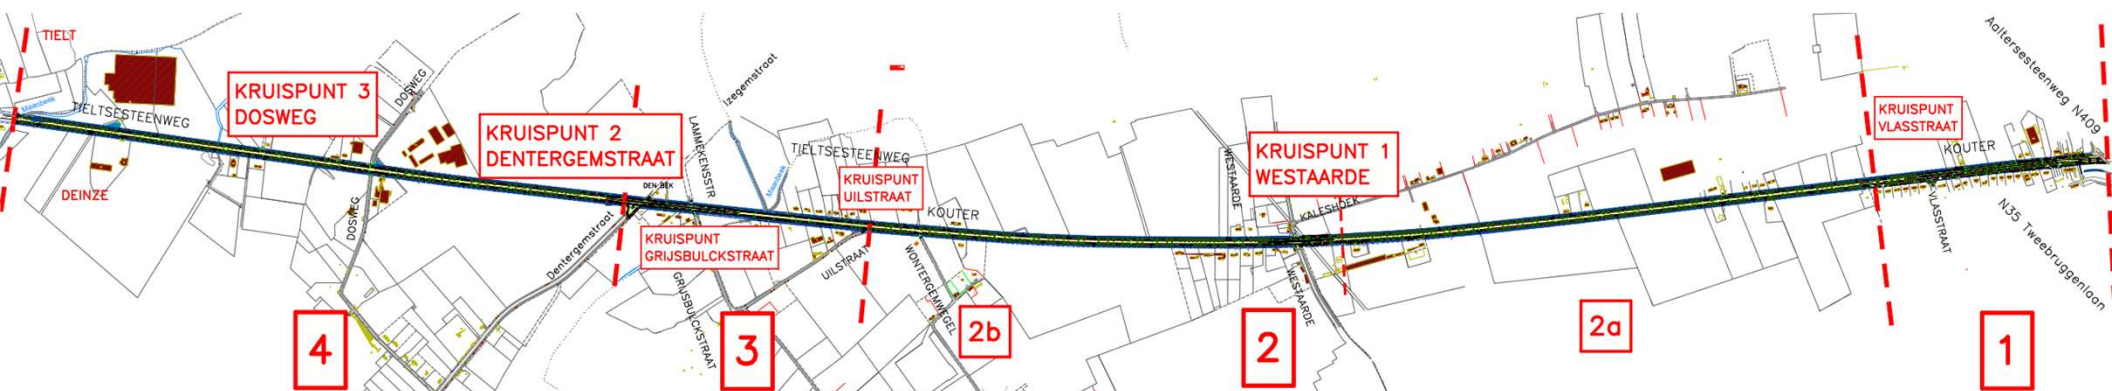 TIELT
Maanbeek
TIELTSESTEENWEG
DEINZE
KRUISPUNT 3
DOSWEG
DOSWEG
DOSWEG
4
KRUISPUNT 2
DENTERGEMSTRAAT
Dentergemstraat
DEN BEK
LAMMEKENSSTR
Izegemstraat
Maanbeek
TIELTSESTEENWEG
KRUISPUNT
GRIJSBULCKSTRAAT
GRIJSBULCKSTRAAT
3
KRUISPUNT
UILSTRAAT
UILSTRAAT
KOUTER
WONTERGEMWEGEL
2b
WESTAARDE
KRUISPUNT 1
WESTAARDE
KALESHOEK
WESTAARDE
2
2a
KRUISPUNT
VLASSTRAAT
KOUTER
VLASSTRAAT
Aaltersesteenweg N409
N35 Tweebruggenlaan
1